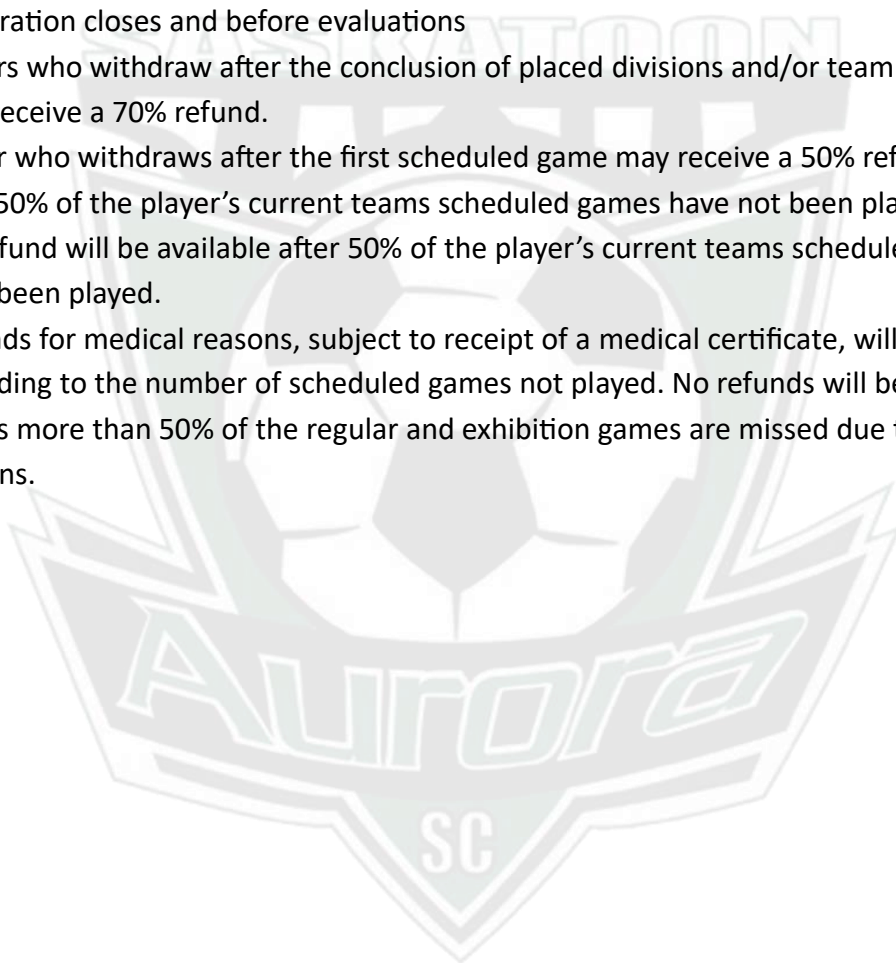 ration closes and before evaluations
SASKATOON
rs who withdraw after the conclusion of placed divisions and/or team
eceive a 70% refund.
r who withdraws after the first scheduled game may receive a 50% ref
50% of the player's current teams scheduled games have not been pla
fund will be available after 50% of the player's current teams schedule
been played.
ds for medical reasons, subject to receipt of a medical certificate, will
ding to the number of scheduled games not played. No refunds will be
s more than 50% of the regular and exhibition games are missed due t
ns.
Aurora
SC